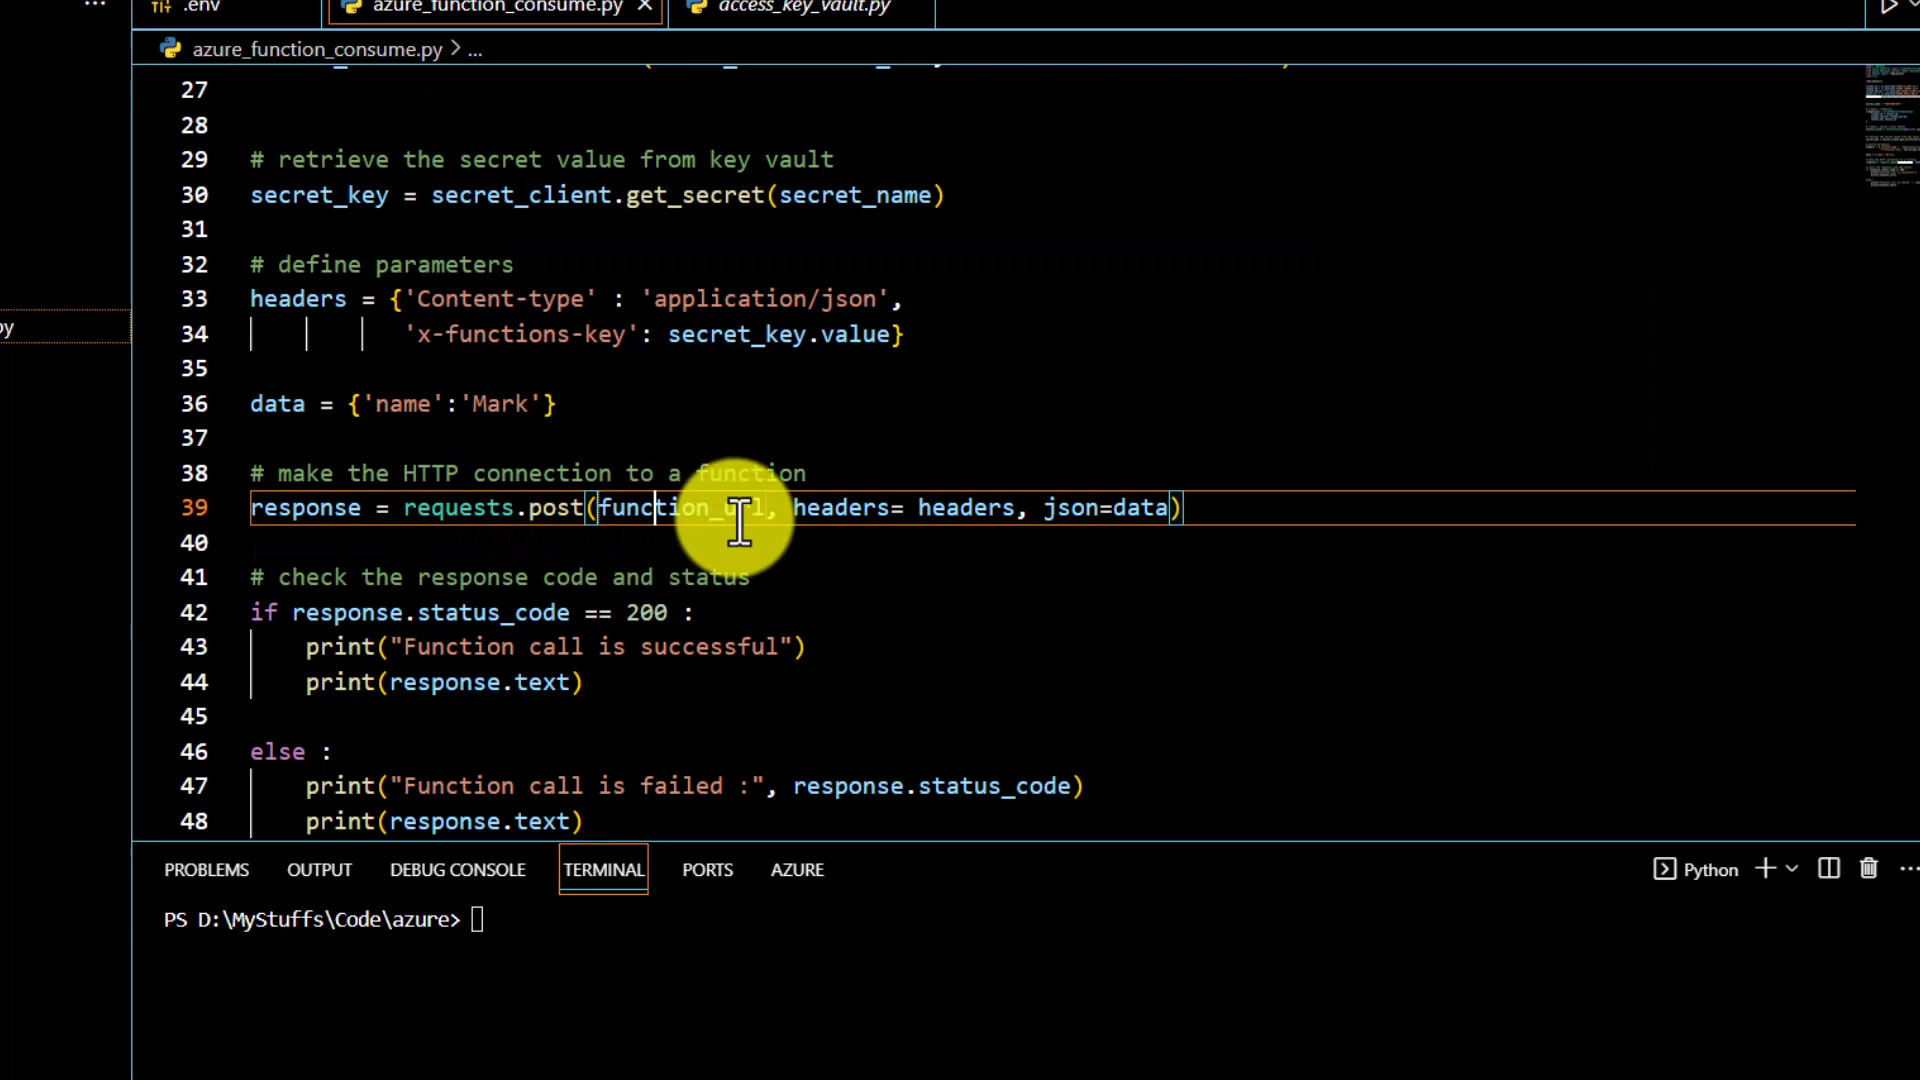 .env
azure_function_consume.py
access_key_vault.py
azure_function_consume.py > ...
27
28
29 # retrieve the secret value from key vault
30 secret_key = secret_client.get_secret(secret_name)
31
32 # define parameters
33 headers = {'Content-type' : 'application/json',
34 'x-functions-key': secret_key.value}
35
36 data = {'name':'Mark'}
37
38 # make the HTTP connection to a function
39 response = requests.post(function_url, headers= headers, json=data)
40
41 # check the response code and status
42 if response.status_code == 200 :
43 print("Function call is successful")
44 print(response.text)
45
46 else :
47 print("Function call is failed :", response.status_code)
48 print(response.text)
PROBLEMS OUTPUT DEBUG CONSOLE TERMINAL PORTS AZURE Python
PS D:\MyStuffs\Code\azure>